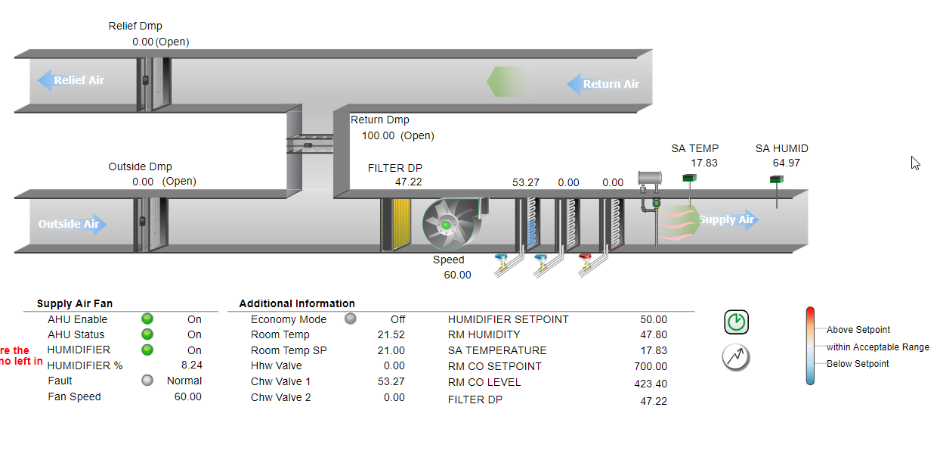 Relief Dmp
0.00 (Open)
Relief Air
Return Air
Return Dmp
100.00 (Open)
Outside Dmp
0.00 (Open)
FILTER DP
47.22
53.27 0.00 0.00
SA TEMP
17.83
SA HUMID
64.97
Outside Air
Supply Air
Speed
60.00
Supply Air Fan
AHU Enable On
AHU Status On
re the
no left in
HUMIDIFIER On
HUMIDIFIER % 8.24
Fault Normal
Fan Speed 60.00
Additional Information
Economy Mode Off
Room Temp 21.52
Room Temp SP 21.00
Hhw Valve 0.00
Chw Valve 1 53.27
Chw Valve 2 0.00
HUMIDIFIER SETPOINT 50.00
RM HUMIDITY 47.80
SA TEMPERATURE 17.83
RM CO SETPOINT 700.00
RM CO LEVEL 423.40
FILTER DP 47.22
Above Setpoint
within Acceptable Range
Below Setpoint